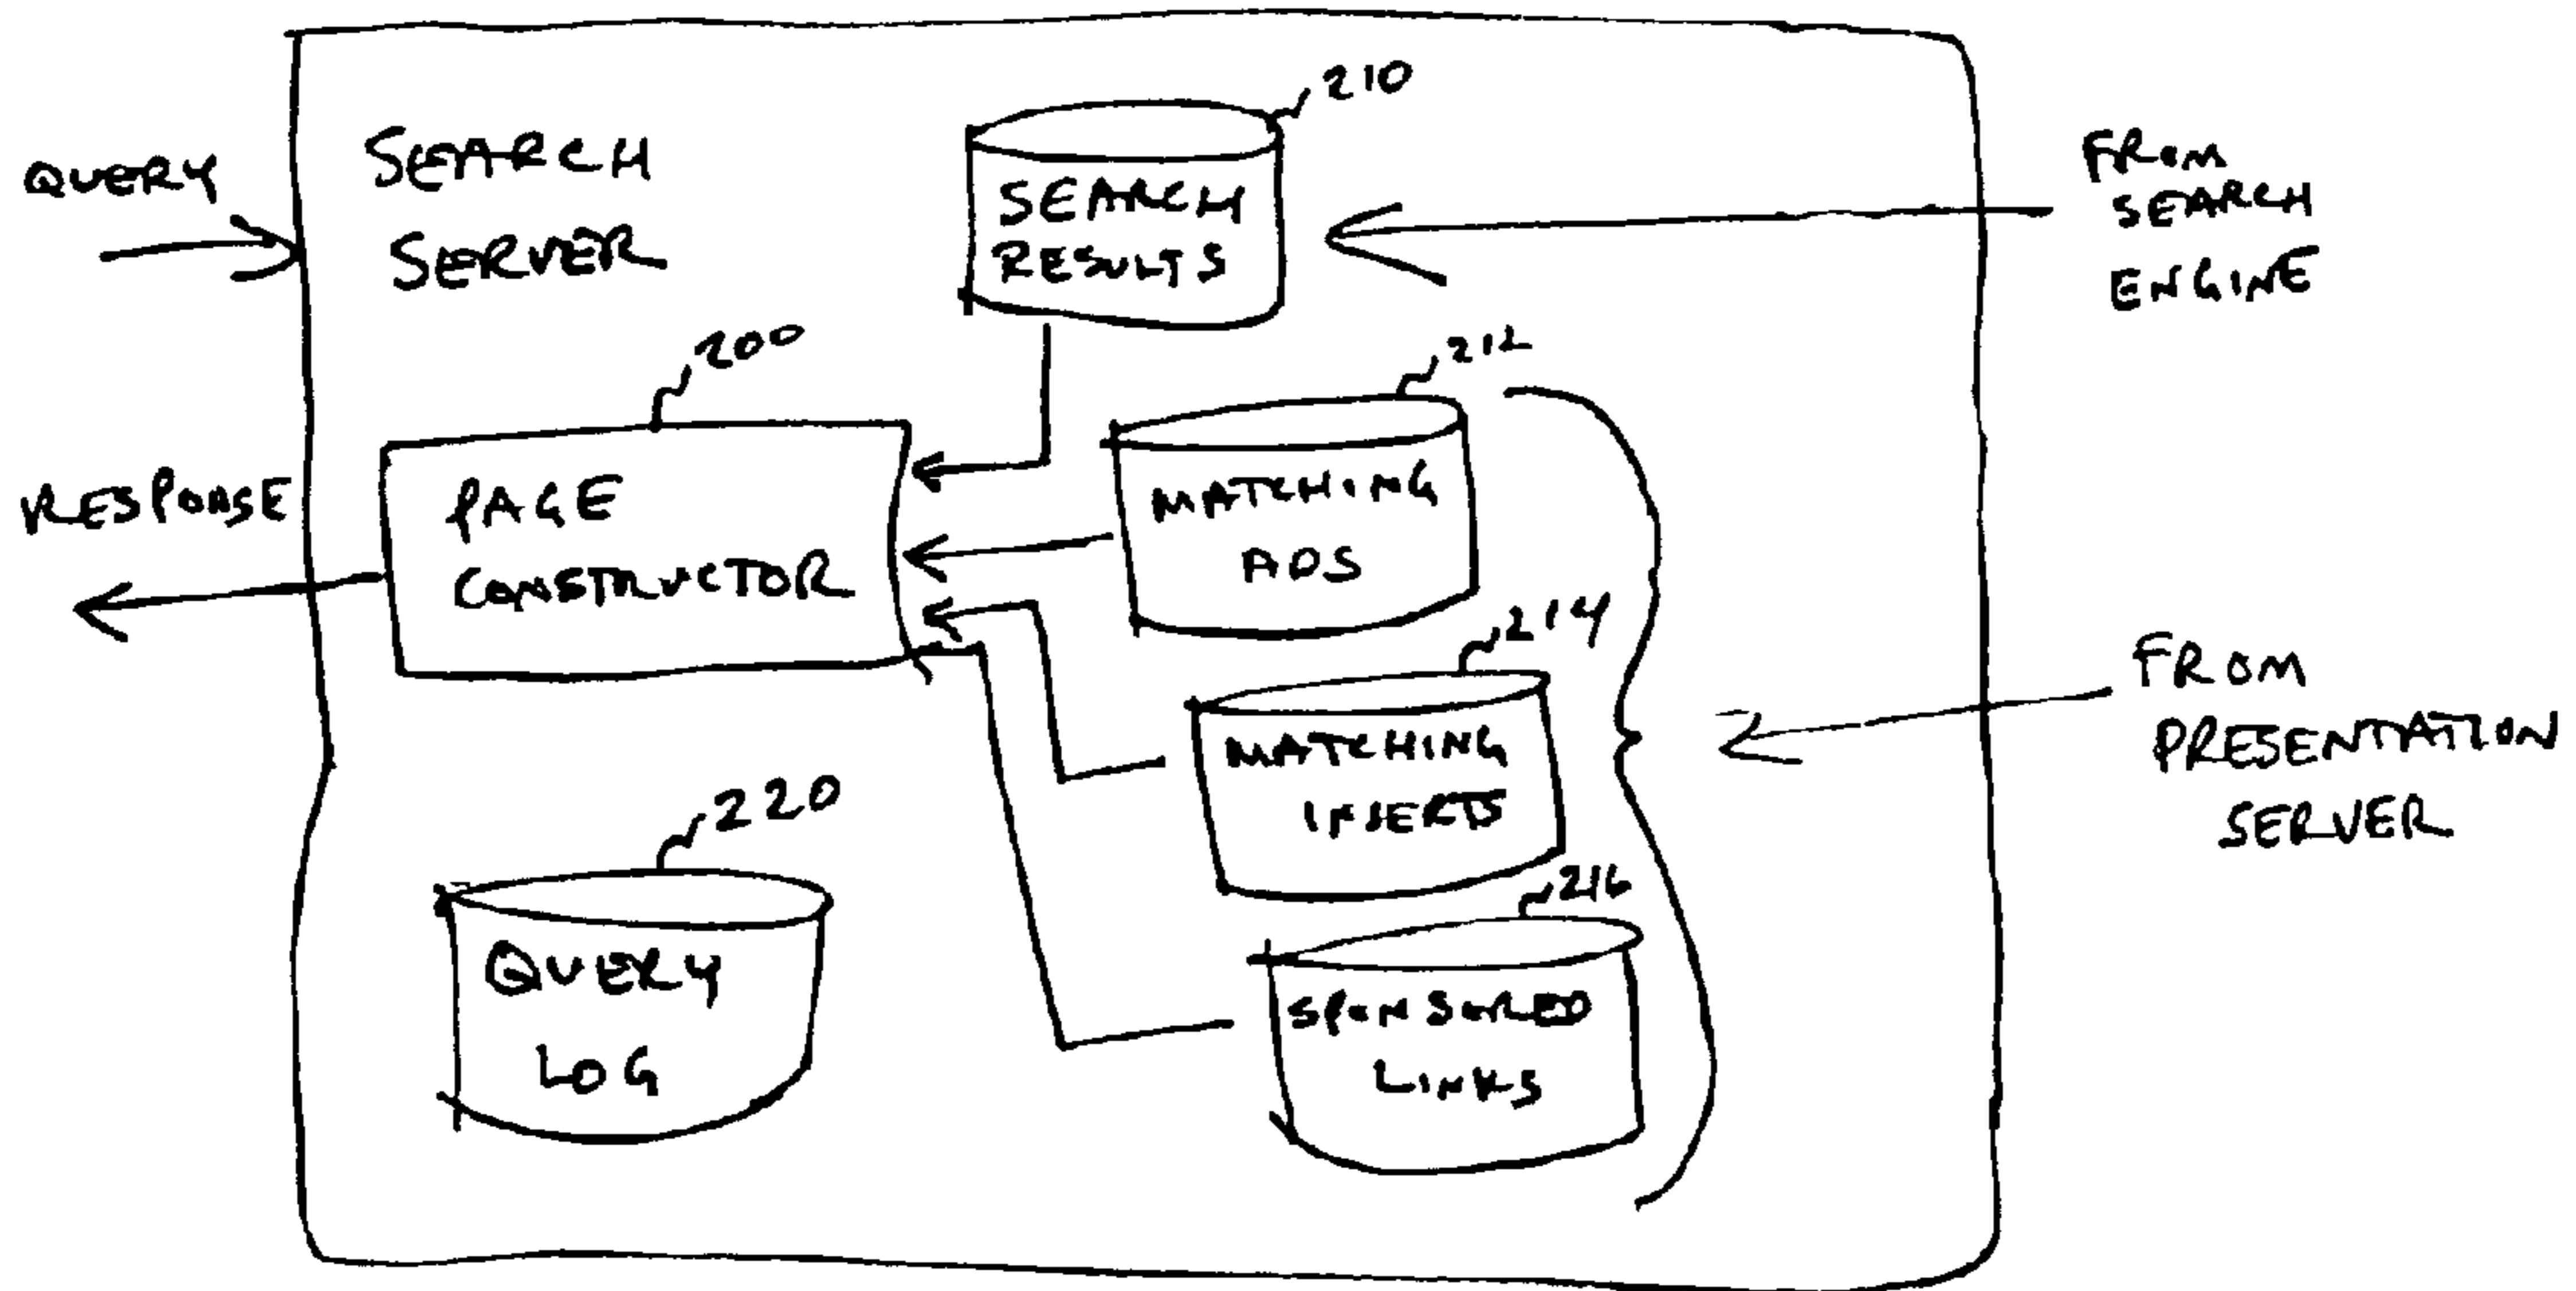 QUERY
SEARCH
SERVER
210
SEARCH
RESULTS
FROM
SEARCH
ENGINE
200
PAGE
CONSTRUCTOR
RESPONSE
212
MATCHING
ADS
214
MATCHING
INSERTS
FROM
PRESENTATION
SERVER
220
QUERY
LOG
216
SPONSORED
LINKS